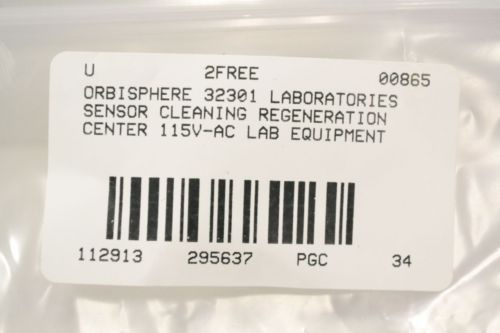 U 2FREE 00865
ORBISPHERE 32301 LABORATORIES
SENSOR CLEANING REGENERATION
CENTER 115V-AC LAB EQUIPMENT
112913 295637 PGC 34